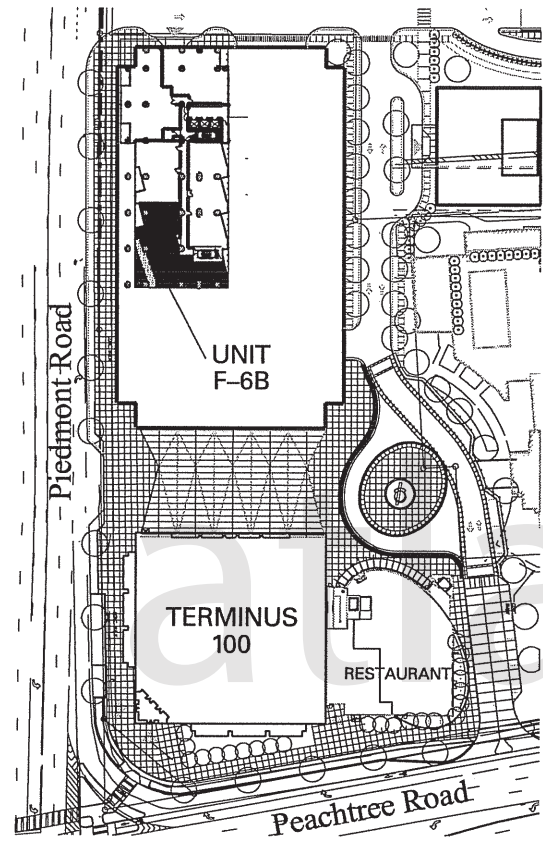 Piedmont Road
UNIT
F–6B
TERMINUS
100
RESTAURANT
Peachtree Road